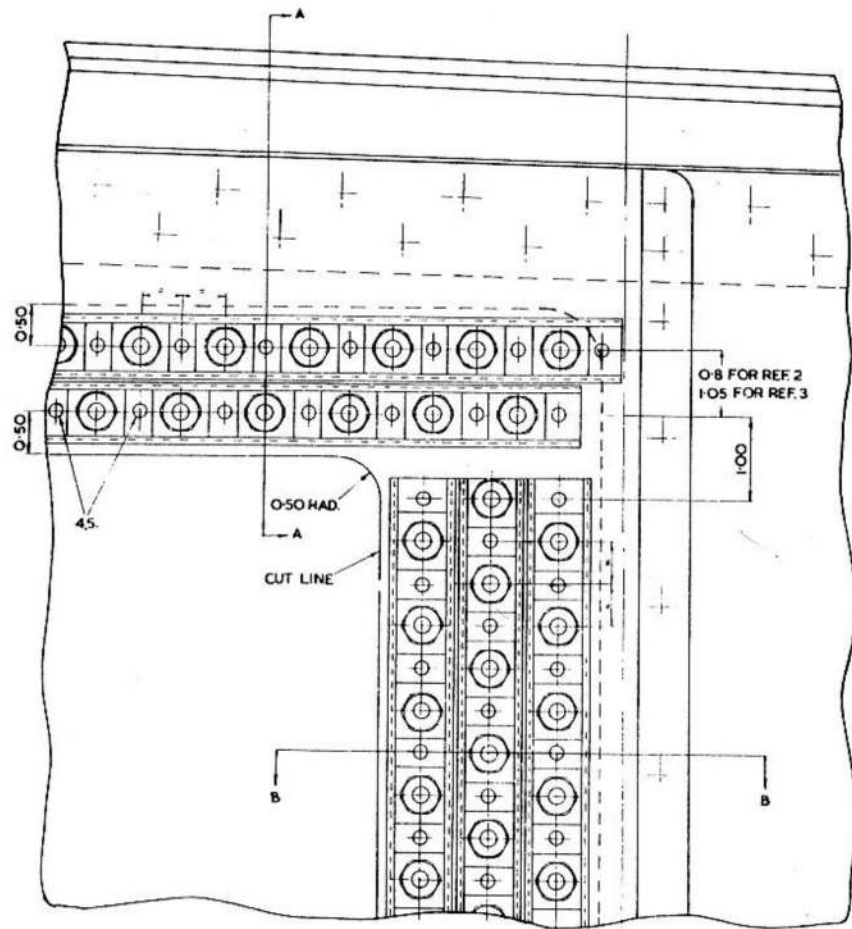 A
0·50
0·8 FOR REF. 2
1·05 FOR REF. 3
0·50
1·00
4,5.
0·50 RAD.
A
CUT LINE
B
B